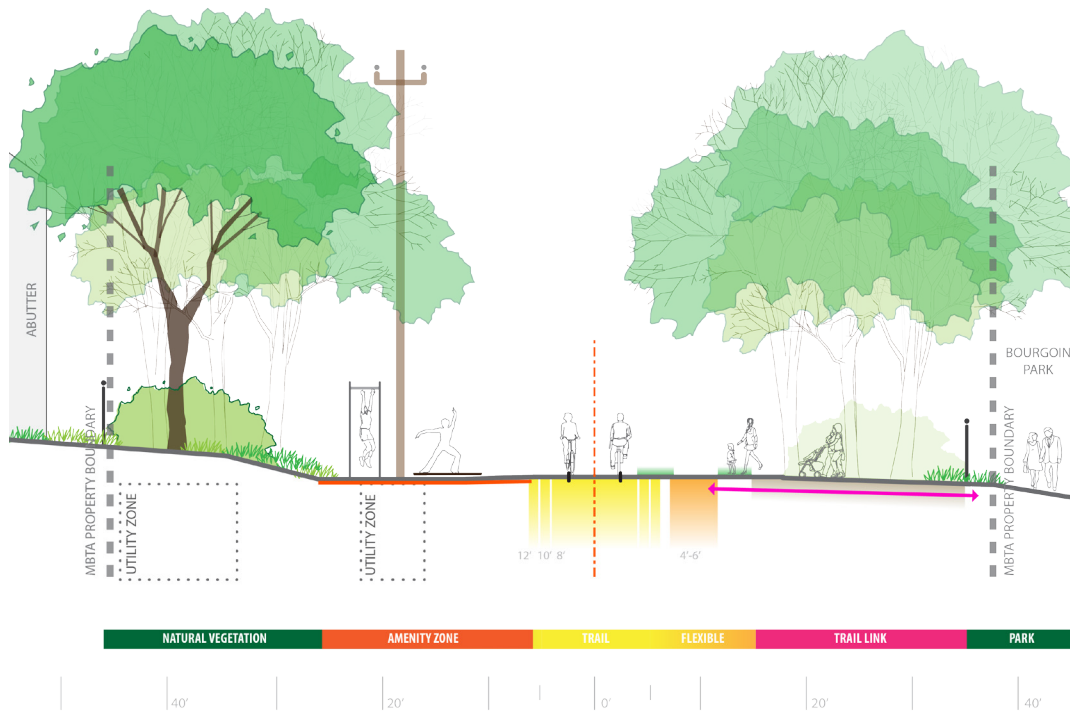 ABUTTER
MBTA PROPERTY BOUNDARY
UTILITY ZONE
UTILITY ZONE
12' 10' 8'
4'-6'
BOURGOIN
PARK
MBTA PROPERTY BOUNDARY
NATURAL VEGETATION
AMENITY ZONE
TRAIL
FLEXIBLE
TRAIL LINK
PARK
40'
20'
0'
20'
40'